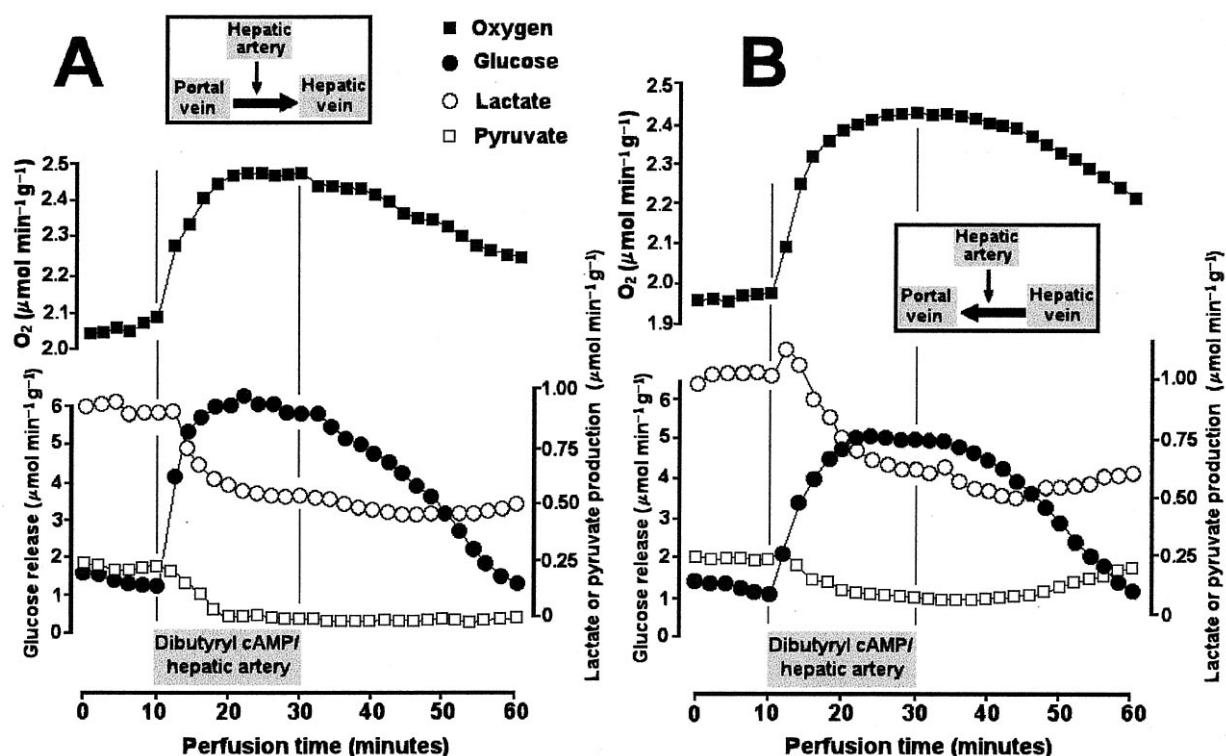 A
Hepatic
artery
Portal
vein
Hepatic
vein
Oxygen
Glucose
Lactate
Pyruvate
B
O₂ (μmol min⁻¹g⁻¹)
2.5
2.4
2.3
2.2
2.1
2.0
Glucose release (μmol min⁻¹g⁻¹)
6
5
4
3
2
1
0
Lactate or pyruvate production (μmol min⁻¹g⁻¹)
1.00
0.75
0.50
0.25
0
Dibutyryl cAMP/
hepatic artery
0 10 20 30 40 50 60
Perfusion time (minutes)
O₂ (μmol min⁻¹g⁻¹)
2.4
2.3
2.2
2.1
2.0
1.9
Hepatic
artery
Portal
vein
Hepatic
vein
Glucose release (μmol min⁻¹g⁻¹)
6
5
4
3
2
1
0
Lactate or pyruvate production (μmol min⁻¹g⁻¹)
1.00
0.75
0.50
0.25
0
Dibutyryl cAMP/
hepatic artery
0 10 20 30 40 50 60
Perfusion time (minutes)